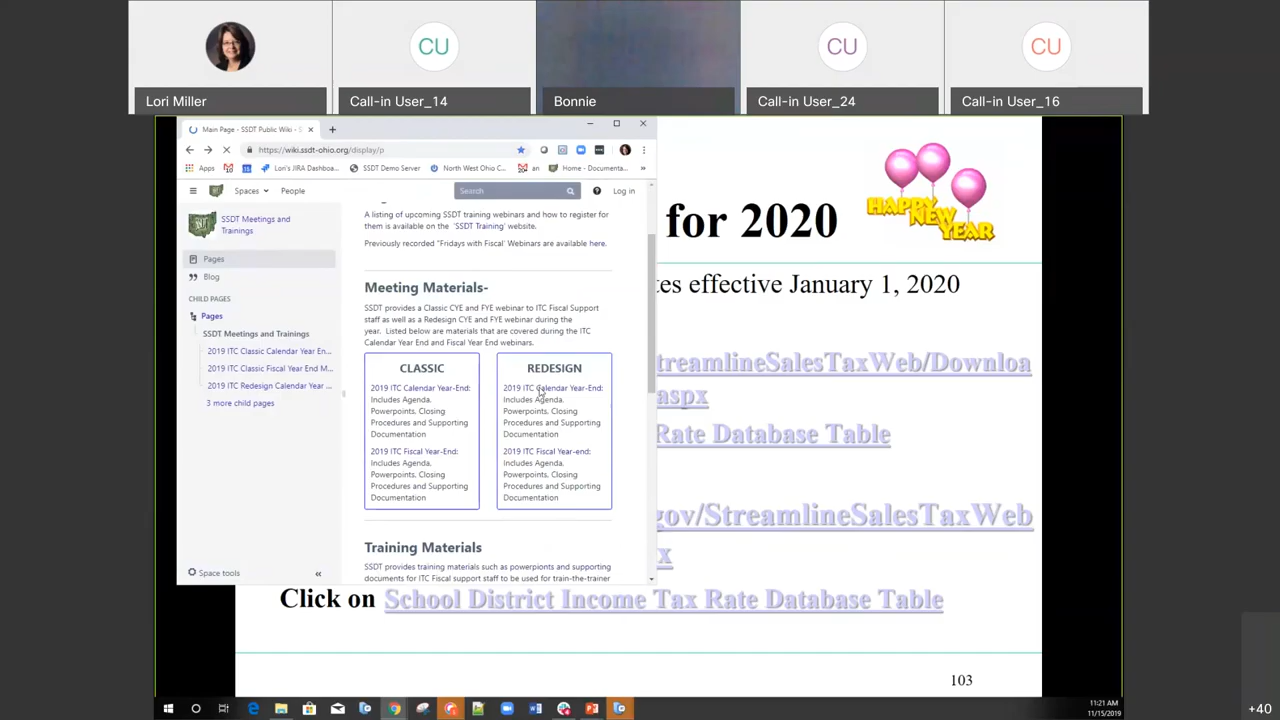 Lori Miller
CU
Call-in User_14
Bonnie
CU
Call-in User_24
CU
Call-in User_16
Main Page - SSDT Public Wiki - S
https://wiki.ssdt-ohio.org/display/p
Apps
Lori's JIRA Dashboa...
SSDT Demo Server
North West Ohio C...
an
Home - Documenta...
Spaces
People
Search
Log in
SSDT Meetings and
Trainings
Pages
Blog
CHILD PAGES
Pages
SSDT Meetings and Trainings
2019 ITC Classic Calendar Year En...
2019 ITC Classic Fiscal Year End M...
2019 ITC Redesign Calendar Year ...
3 more child pages
Space tools
A listing of upcoming SSDT training webinars and how to register for
them is available on the 'SSDT Training' website.
Previously recorded "Fridays with Fiscal' Webinars are available here.
Meeting Materials-
SSDT provides a Classic CYE and FYE webinar to ITC Fiscal Support
staff as well as a Redesign CYE and FYE webinar during the
year. Listed below are materials that are covered during the ITC
Calendar Year End and Fiscal Year End webinars.
CLASSIC
2019 ITC Calendar Year-End:
Includes Agenda,
Powerpoints, Closing
Procedures and Supporting
Documentation
2019 ITC Fiscal Year-End:
Includes Agenda,
Powerpoints, Closing
Procedures and Supporting
Documentation
REDESIGN
2019 ITC Calendar Year-End:
Includes Agenda,
Powerpoints, Closing
Procedures and Supporting
Documentation
2019 ITC Fiscal Year-end:
Includes Agenda,
Powerpoints, Closing
Procedures and Supporting
Documentation
Training Materials
SSDT provides training materials such as powerpionts and supporting
documents for ITC Fiscal support staff to be used for train-the-trainer
for 2020
HAPPY NEW YEAR
tes effective January 1, 2020
treamlineSalesTaxWeb/Downloa
aspx
Rate Database Table
gov/StreamlineSalesTaxWeb
x
Click on School District Income Tax Rate Database Table
103
11:21 AM
11/15/2019
+40